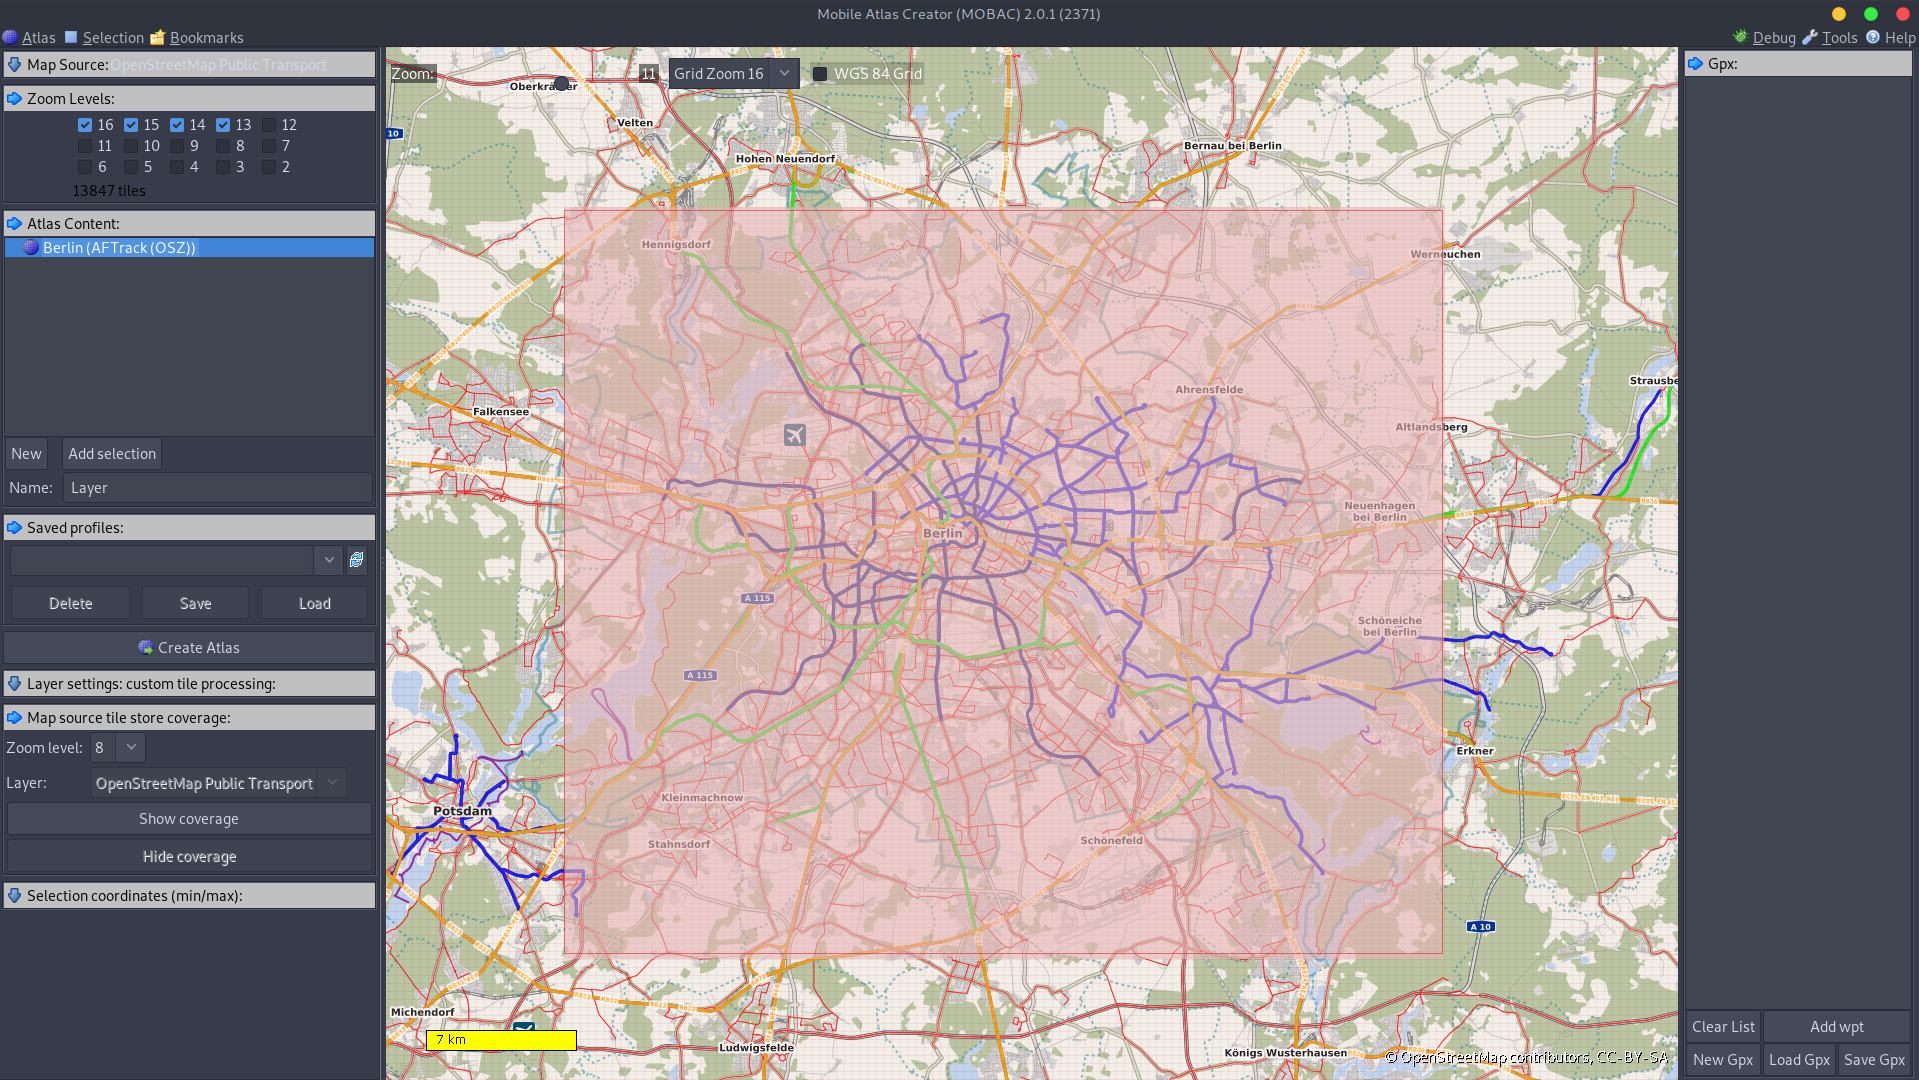 Mobile Atlas Creator (MOBAC) 2.0.1 (2371)
Atlas Selection Bookmarks
Debug Tools Help
Map Source: OpenStreetMap Public Transport
Zoom Levels:
16 15 14 13 12
11 10 9 8 7
6 5 4 3 2
13847 tiles
Atlas Content:
Berlin (AFTrack (OSZ))
New Add selection
Name: Layer
Saved profiles:
Delete Save Load
Create Atlas
Layer settings: custom tile processing:
Map source tile store coverage:
Zoom level: 8
Layer: OpenStreetMap Public Transport
Show coverage
Hide coverage
Selection coordinates (min/max):
Zoom: 11 Grid Zoom 16 WGS 84 Grid
Velten
10
Bernau bei Berlin
Hohen Neuendorf
Hennigsdorf
Werneuchen
Ahrensfelde
Falkensee
Altlandsberg
Neuenhagen
bei Berlin
Berlin
A 115
Schöneiche
bei Berlin
A 115
Erkner
Kleinmachnow
Potsdam
Schönefeld
Stahnsdorf
A 10
Michendorf
7 km
Ludwigsfelde
Königs Wusterhausen
© OpenStreetMap contributors, CC-BY-SA
Gpx:
Clear List Add wpt
New Gpx Load Gpx Save Gpx